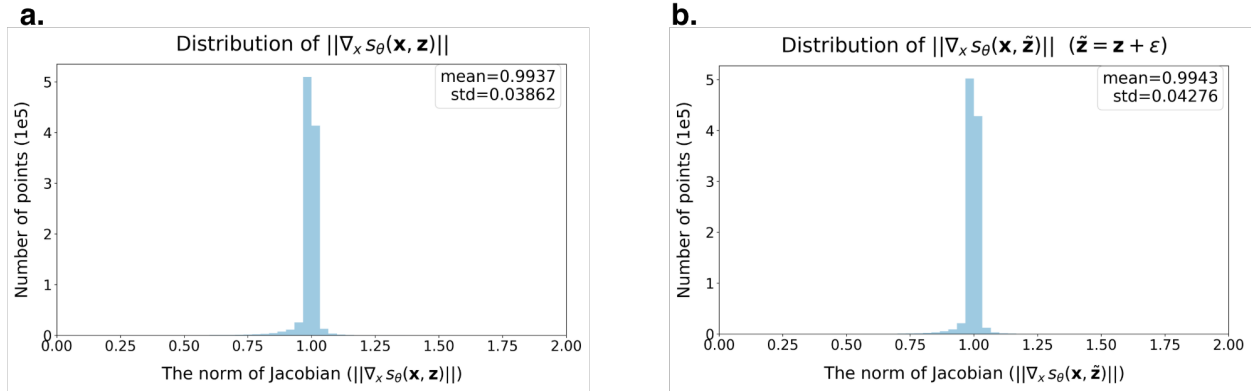 a.
Distribution of ||∇ₓ s_θ(𝐱, 𝐳)||
mean=0.9937
std=0.03862
Number of points (1e5)
5
4
3
2
1
0
0.00 0.25 0.50 0.75 1.00 1.25 1.50 1.75 2.00
The norm of Jacobian (||∇ₓ s_θ(𝐱, 𝐳)||)
b.
Distribution of ||∇ₓ s_θ(𝐱, 𝐳̃)|| (𝐳̃ = 𝐳 + ε)
mean=0.9943
std=0.04276
Number of points (1e5)
5
4
3
2
1
0
0.00 0.25 0.50 0.75 1.00 1.25 1.50 1.75 2.00
The norm of Jacobian (||∇ₓ s_θ(𝐱, 𝐳̃)||)